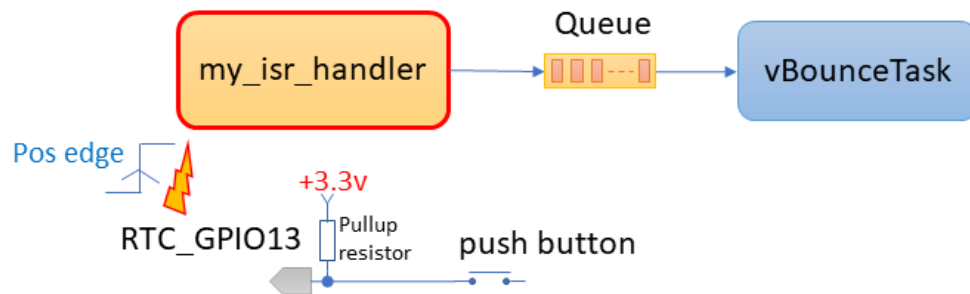 Queue
my_isr_handler
vBounceTask
Pos edge
+3.3v
RTC_GPIO13
Pullup
resistor
push button